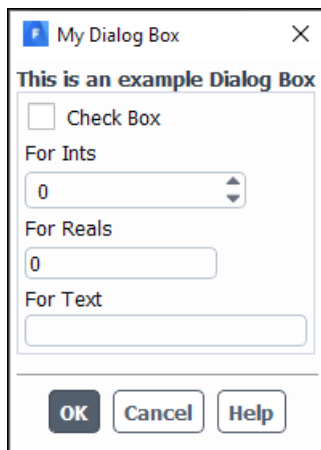 F My Dialog Box
This is an example Dialog Box
Check Box
For Ints
0
For Reals
0
For Text
OK Cancel Help